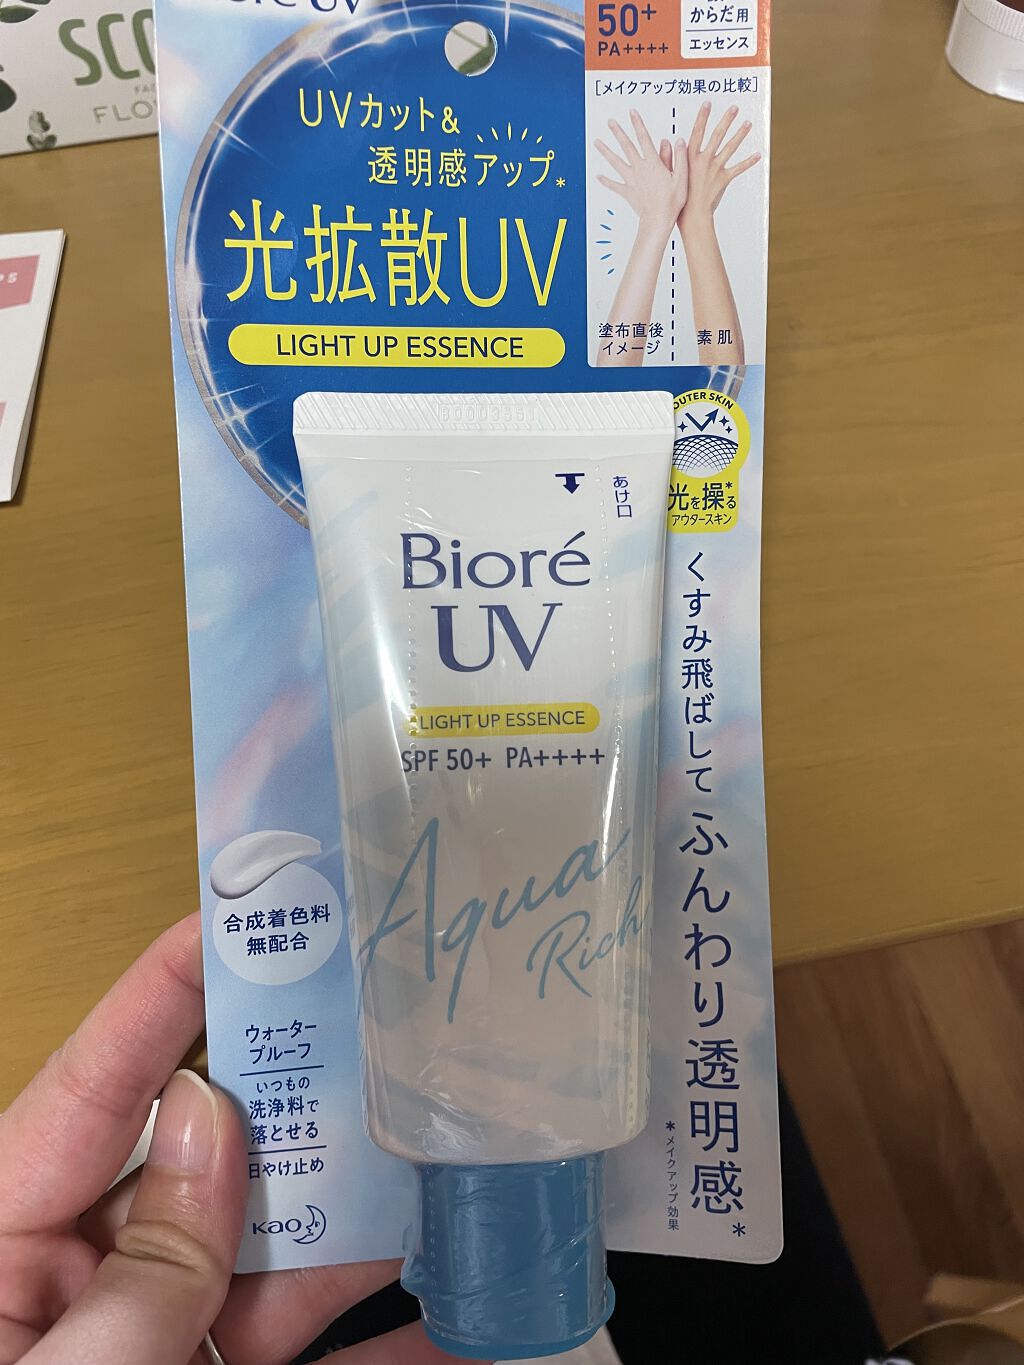 Bioré UV
50+
PA++++
からだ用
エッセンス
SCO
FLO
UVカット&
透明感アップ*
光拡散UV
LIGHT UP ESSENCE
[メイクアップ効果の比較]
塗布直後
イメージ
素肌
OUTER SKIN
光を操る*
アウタースキン
B0003551
あけ口
Bioré
UV
LIGHT UP ESSENCE
SPF 50+ PA++++
Aqua
Rich
くすみ飛ばして ふんわり透明感*
*メイクアップ効果
合成着色料
無配合
ウォーター
プルーフ
いつもの
洗浄料で
落とせる
日やけ止め
Kao